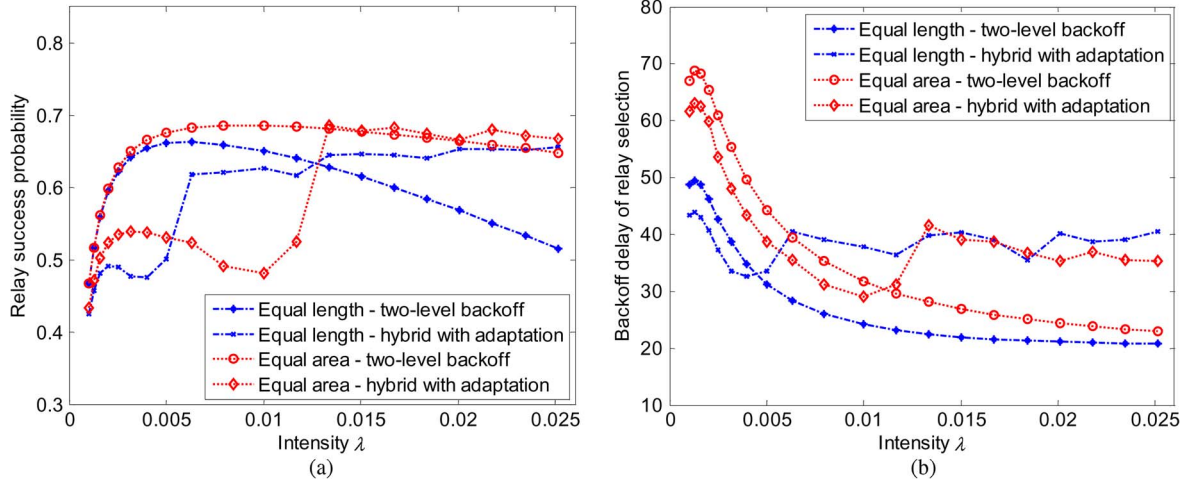 Relay success probability
0.8
0.7
0.6
0.5
0.4
0.3
Equal length - two-level backoff
Equal length - hybrid with adaptation
Equal area - two-level backoff
Equal area - hybrid with adaptation
0 0.005 0.01 0.015 0.02 0.025
Intensity λ
(a)
Backoff delay of relay selection
80
70
60
50
40
30
20
10
Equal length - two-level backoff
Equal length - hybrid with adaptation
Equal area - two-level backoff
Equal area - hybrid with adaptation
0 0.005 0.01 0.015 0.02 0.025
Intensity λ
(b)